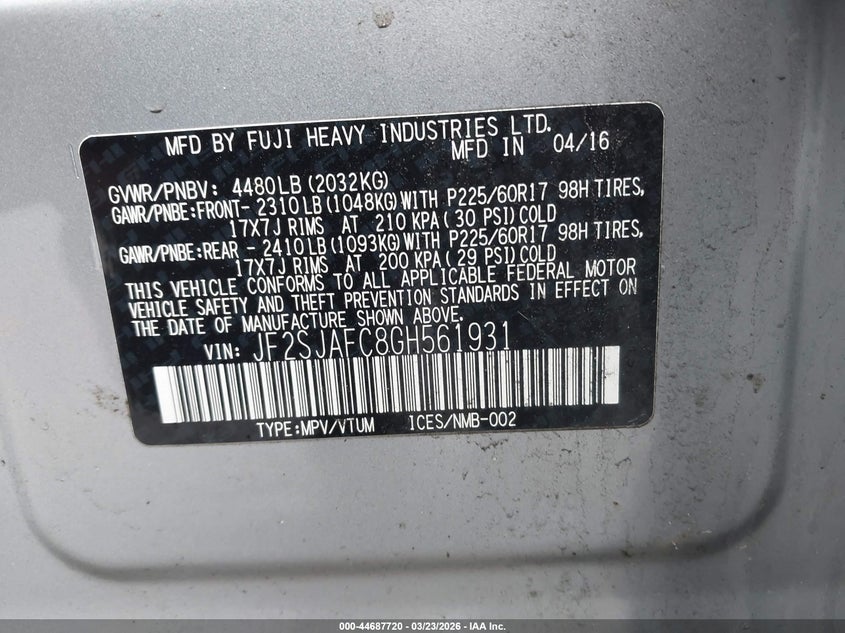 MFD BY FUJI HEAVY INDUSTRIES LTD.
MFD IN 04/16
GVWR/PNBV: 4480LB (2032KG)
GAWR/PNBE:FRONT- 2310LB (1048KG) WITH P225/60R17 98H TIRES,
17X7J RIMS AT 210 KPA (30 PSI) COLD
GAWR/PNBE:REAR - 2410LB (1093KG) WITH P225/60R17 98H TIRES,
17X7J RIMS AT 200 KPA (29 PSI) COLD
THIS VEHICLE CONFORMS TO ALL APPLICABLE FEDERAL MOTOR
VEHICLE SAFETY AND THEFT PREVENTION STANDARDS IN EFFECT ON
THE DATE OF MANUFACTURE SHOWN ABOVE.
VIN: JF2SJAFC8GH561931
TYPE:MPV/VTUM ICES/NMB-002
000-44687720 — 03/23/2026 — IAA Inc.